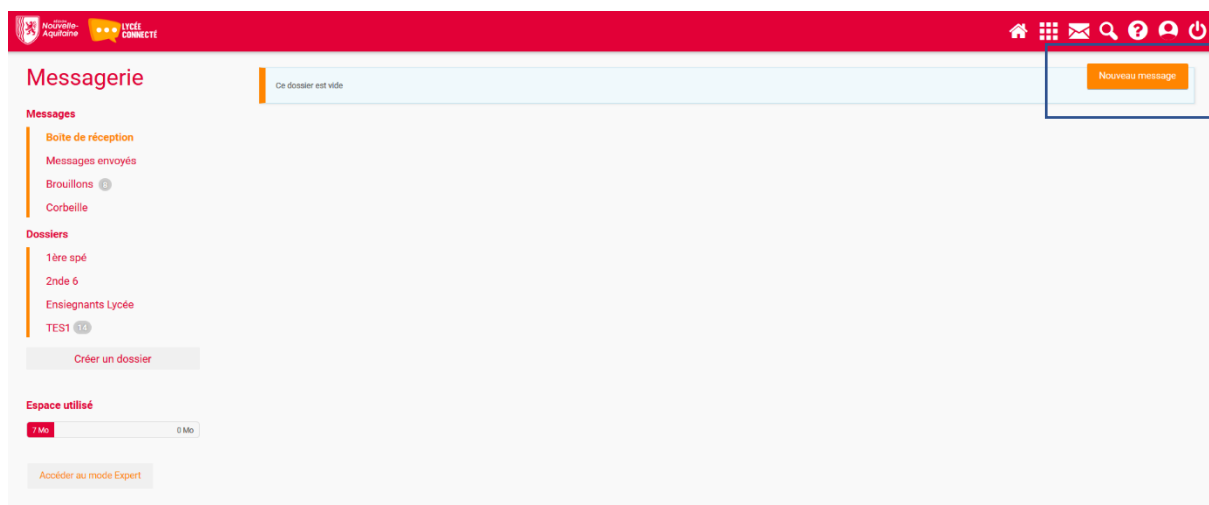 Nouvelle-
Aquitaine
LYCÉE
CONNECTÉ
Messagerie
Ce dossier est vide
Nouveau message
Messages
Boîte de réception
Messages envoyés
Brouillons
Corbeille
Dossiers
1ère spé
2nde 6
Ensiegnants Lycée
TES1 14
Créer un dossier
Espace utilisé
7 Mo 0 Mo
Accéder au mode Expert